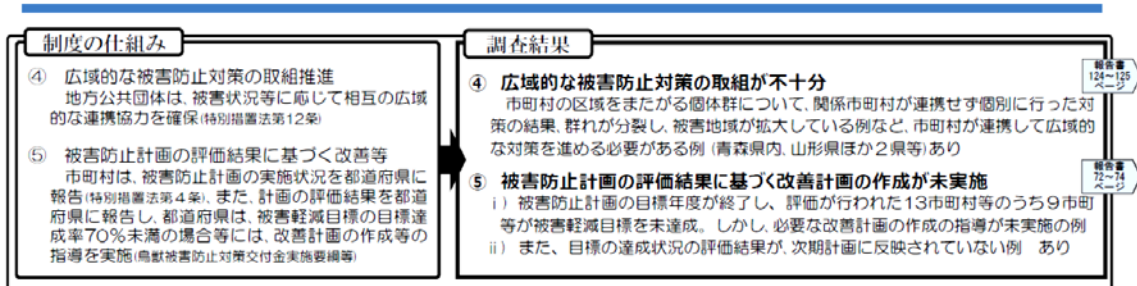 制度の仕組み
④ 広域的な被害防止対策の取組推進
地方公共団体は、被害状況等に応じて相互の広域
的な連携協力を確保(特別措置法第12条)
⑤ 被害防止計画の評価結果に基づく改善等
市町村は、被害防止計画の実施状況を都道府県に
報告(特別措置法第4条)、また、計画の評価結果を都道
府県に報告し、都道府県は、被害軽減目標の目標達
成率70%未満の場合等には、改善計画の作成等の
指導を実施(鳥獣被害防止対策交付金実施要綱等)
調査結果
④ 広域的な被害防止対策の取組が不十分
市町村の区域をまたがる個体群について、関係市町村が連携せず個別に行った対
策の結果、群れが分裂し、被害地域が拡大している例など、市町村が連携して広域的
な対策を進める必要がある例 (青森県内、山形県ほか2県等)あり
報告書
124~125
ページ
⑤ 被害防止計画の評価結果に基づく改善計画の作成が未実施
ⅰ) 被害防止計画の目標年度が終了し、評価が行われた13市町村等のうち9市町
等が被害軽減目標を未達成。しかし、必要な改善計画の作成の指導が未実施の例
ⅱ) また、目標の達成状況の評価結果が、次期計画に反映されていない例 あり
報告書
72~74
ページ